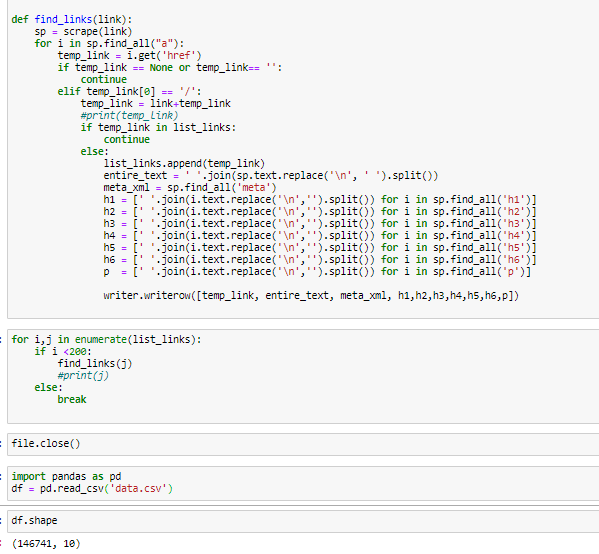 def find_links(link):
    sp = scrape(link)
    for i in sp.find_all("a"):
        temp_link = i.get('href')
        if temp_link == None or temp_link== '':
            continue
        elif temp_link[0] == '/':
            temp_link = link+temp_link
            #print(temp_link)
            if temp_link in list_links:
                continue
            else:
                list_links.append(temp_link)
                entire_text = ' '.join(sp.text.replace('\n', ' ').split())
                meta_xml = sp.find_all('meta')
                h1 = [' '.join(i.text.replace('\n','').split()) for i in sp.find_all('h1')]
                h2 = [' '.join(i.text.replace('\n','').split()) for i in sp.find_all('h2')]
                h3 = [' '.join(i.text.replace('\n','').split()) for i in sp.find_all('h3')]
                h4 = [' '.join(i.text.replace('\n','').split()) for i in sp.find_all('h4')]
                h5 = [' '.join(i.text.replace('\n','').split()) for i in sp.find_all('h5')]
                h6 = [' '.join(i.text.replace('\n','').split()) for i in sp.find_all('h6')]
                p  = [' '.join(i.text.replace('\n','').split()) for i in sp.find_all('p')]
                writer.writerow([temp_link, entire_text, meta_xml, h1,h2,h3,h4,h5,h6,p])
for i,j in enumerate(list_links):
    if i <200:
        find_links(j)
        #print(j)
    else:
        break
file.close()
import pandas as pd
df = pd.read_csv('data.csv')
df.shape
(146741, 10)